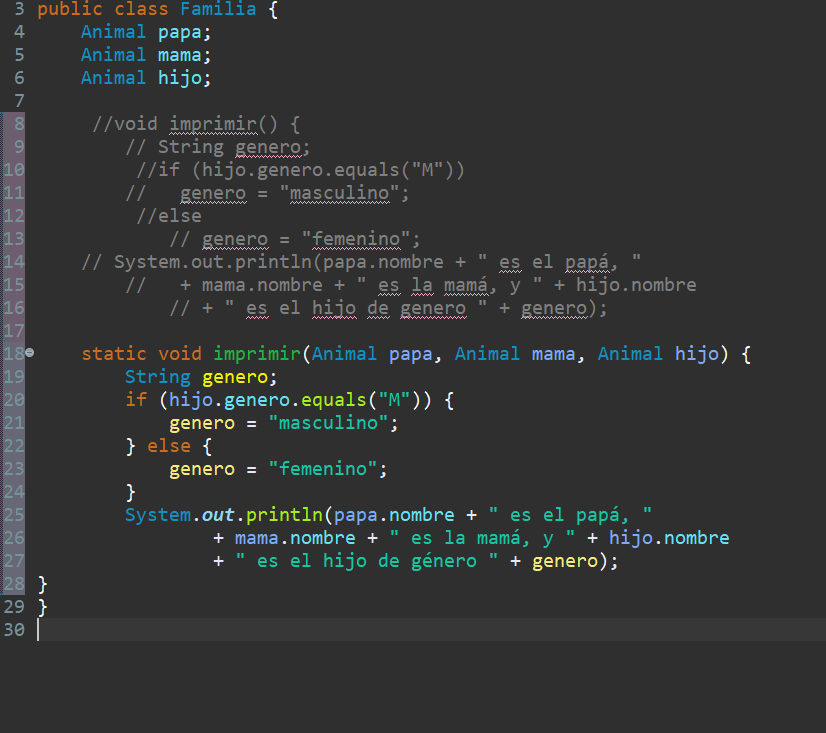 3 public class Familia {
4     Animal papa;
5     Animal mama;
6     Animal hijo;
7
8      //void imprimir() {
9         // String genero;
10         //if (hijo.genero.equals("M"))
11        //   genero = "masculino";
12         //else
13            // genero = "femenino";
14    // System.out.println(papa.nombre + " es el papá, "
15        //   + mama.nombre + " es la mamá, y " + hijo.nombre
16            // + " es el hijo de genero " + genero);
17
18    static void imprimir(Animal papa, Animal mama, Animal hijo) {
19        String genero;
20        if (hijo.genero.equals("M")) {
21            genero = "masculino";
22        } else {
23            genero = "femenino";
24        }
25        System.out.println(papa.nombre + " es el papá, "
26                + mama.nombre + " es la mamá, y " + hijo.nombre
27                + " es el hijo de género " + genero);
28 }
29 }
30